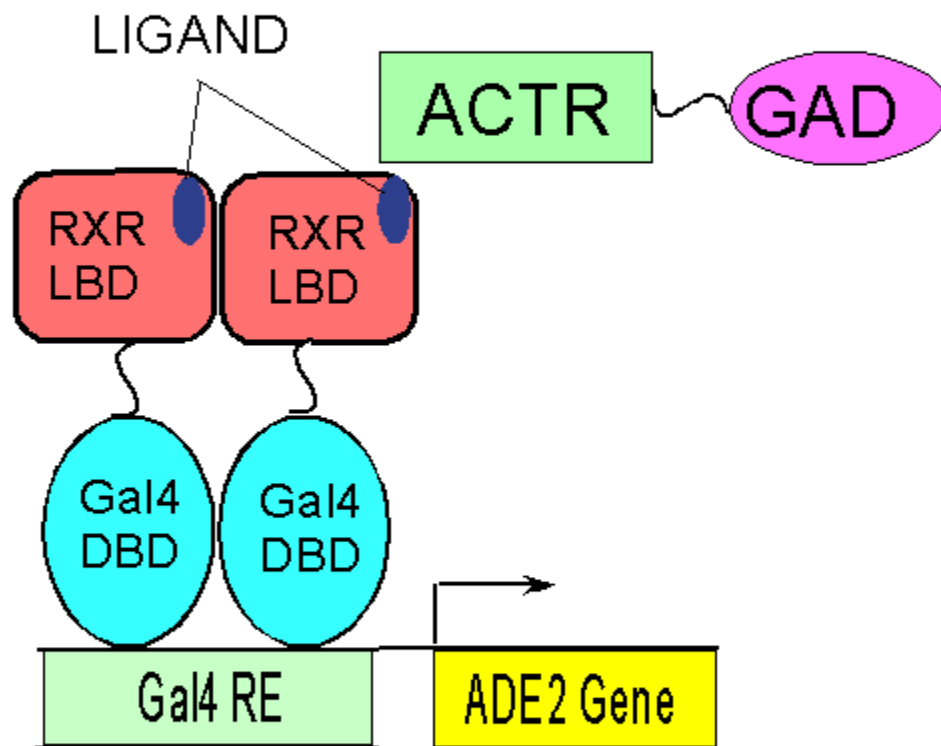 LIGAND
ACTR
GAD
RXR
LBD
RXR
LBD
Gal4
DBD
Gal4
DBD
Gal4 RE
ADE2 Gene